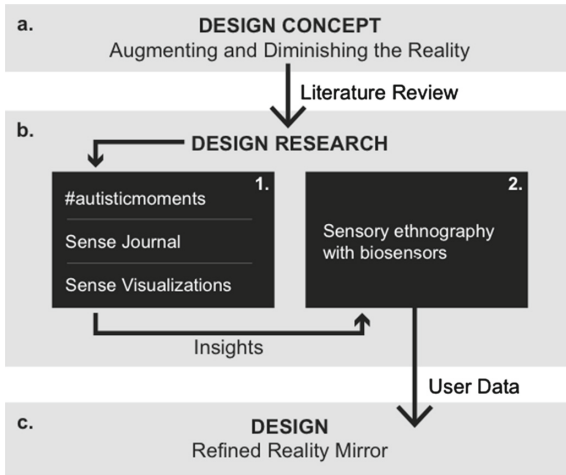 a.
DESIGN CONCEPT
Augmenting and Diminishing the Reality
Literature Review
b.
DESIGN RESEARCH
1.
#autisticmoments
Sense Journal
Sense Visualizations
2.
Sensory ethnography
with biosensors
Insights
User Data
c.
DESIGN
Refined Reality Mirror